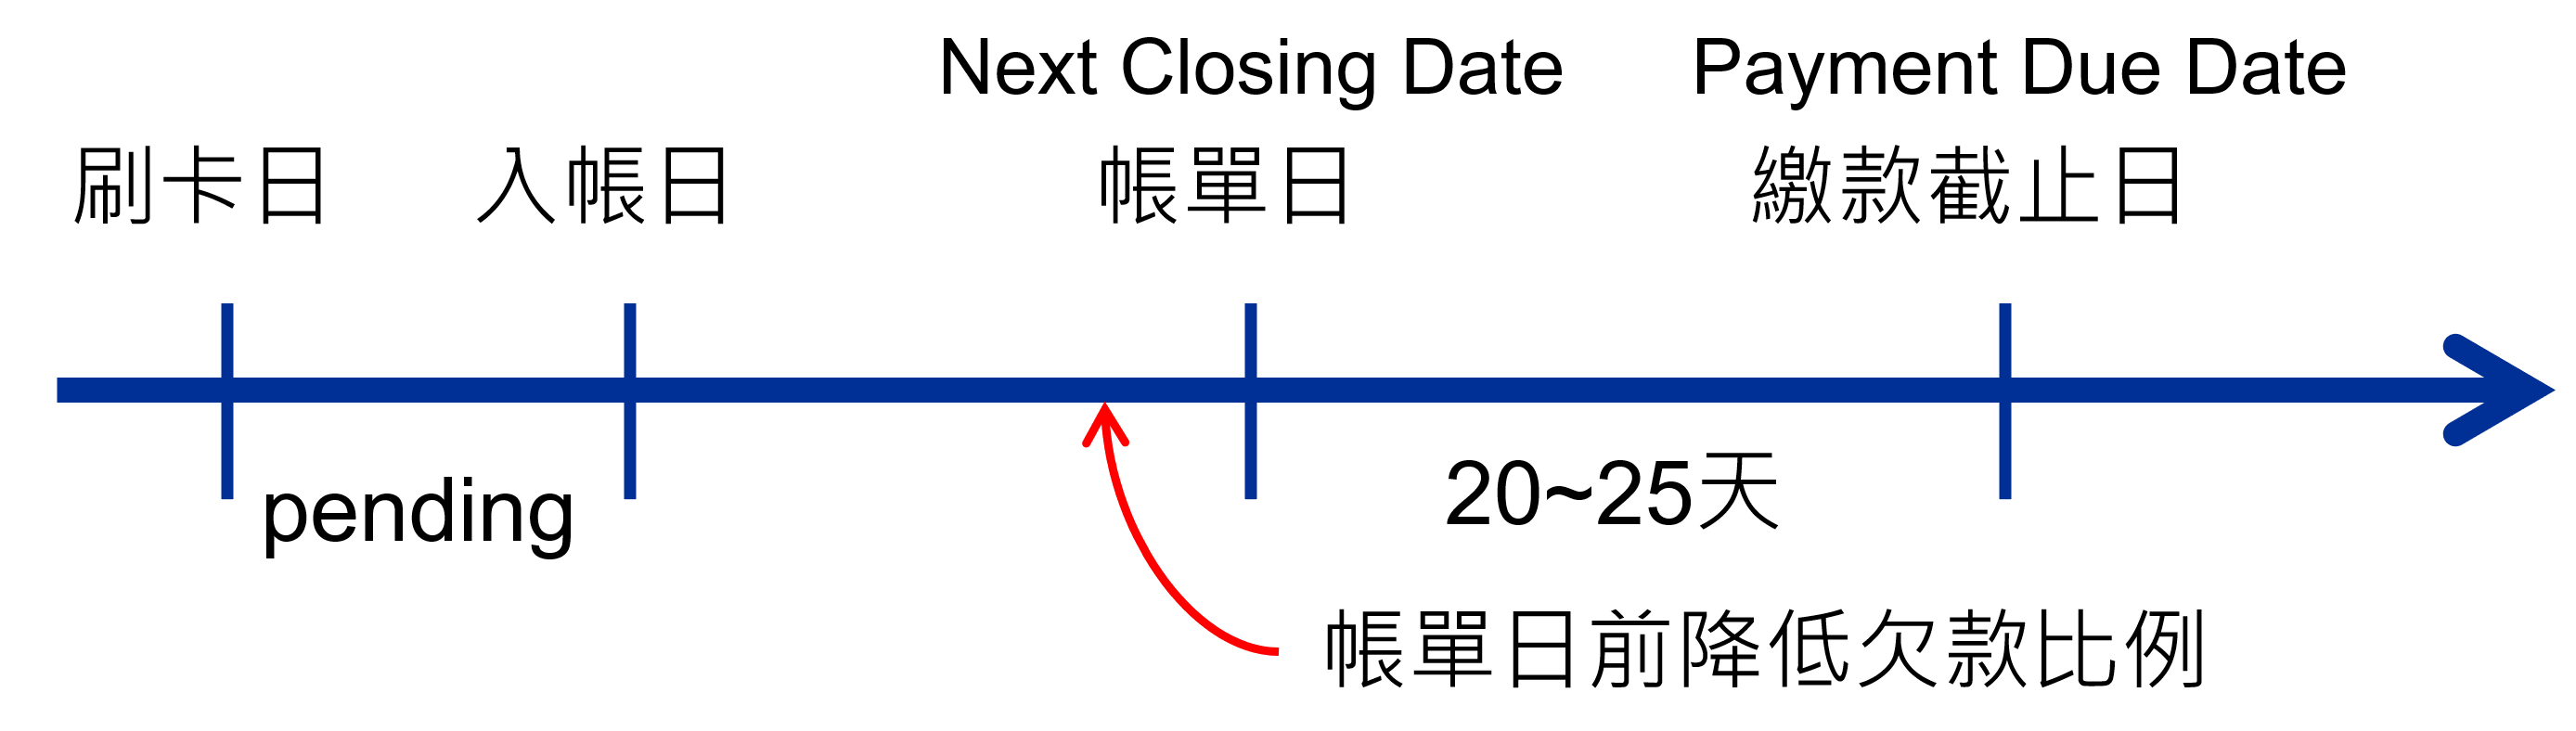 Next Closing Date
Payment Due Date
刷卡日
入帳日
帳單日
繳款截止日
pending
20~25天
帳單日前降低欠款比例